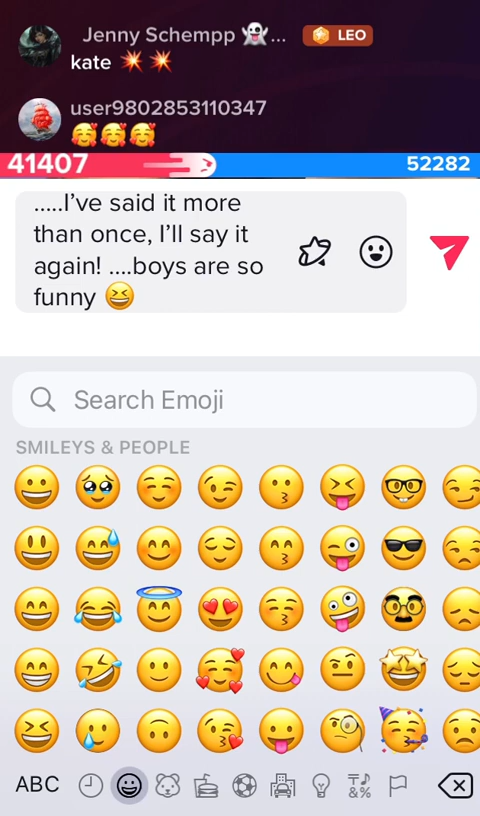 Jenny Schempp 👻... LEO
kate 💥 💥
user9802853110347
🥰🥰🥰
41407 52282
.....I’ve said it more
than once, I’ll say it
again! ....boys are so
funny 😆
Search Emoji
SMILEYS & PEOPLE
ABC
&%